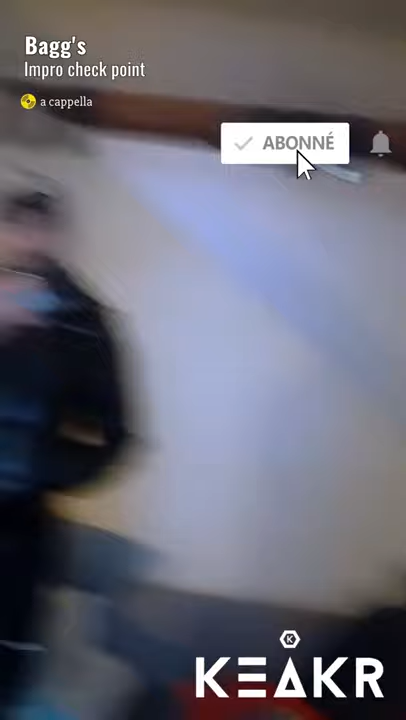 Bagg's
Impro check point
a cappella
ABONNÉ
K
KEAKR